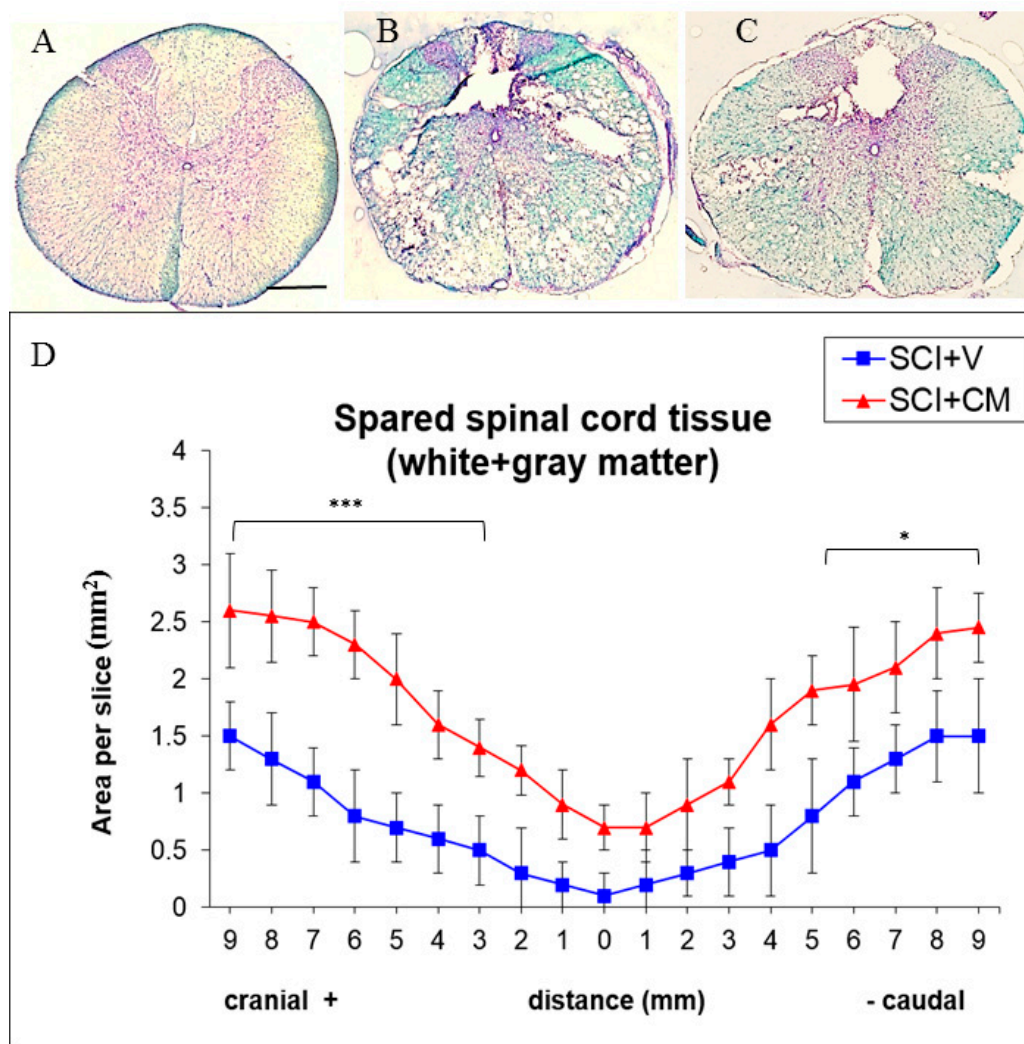 A
B
C
D
SCI+V
SCI+CM
Spared spinal cord tissue
(white+gray matter)
4
3.5
3
2.5
2
1.5
1
0.5
0
***
*
Area per slice (mm²)
9 8 7 6 5 4 3 2 1 0 1 2 3 4 5 6 7 8 9
cranial + distance (mm) - caudal